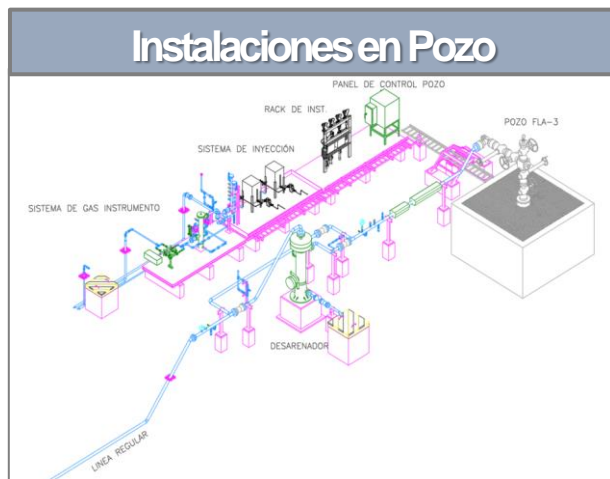 Instalaciones en Pozo
PANEL DE CONTROL POZO
RACK DE INST.
POZO FLA-3
SISTEMA DE INYECCIÓN
SISTEMA DE GAS INSTRUMENTO
DESARENADOR
LINEA REGULAR